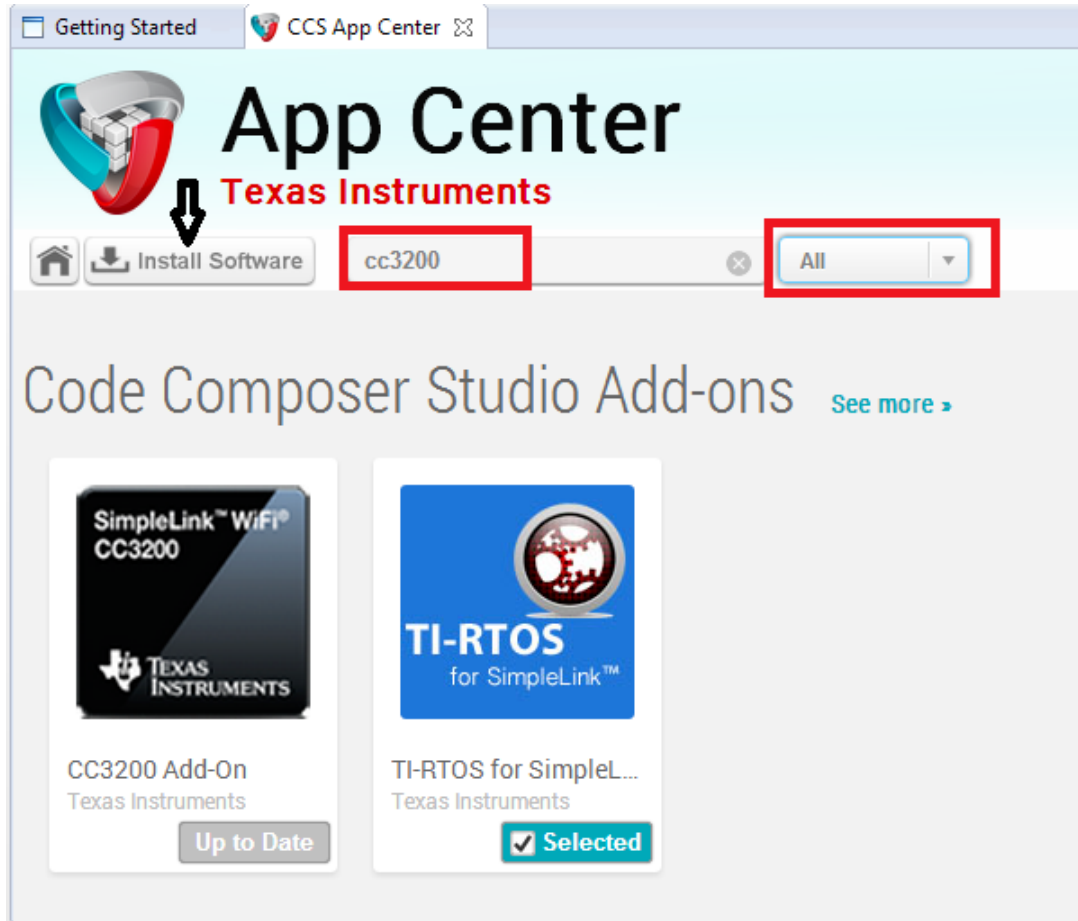 Getting Started
CCS App Center
App Center
Texas Instruments
Install Software
cc3200
All
Code Composer Studio Add-ons
See more »
SimpleLink™ WiFi®
CC3200
TEXAS
INSTRUMENTS
CC3200 Add-On
Texas Instruments
Up to Date
TI-RTOS
for SimpleLink™
TI-RTOS for SimpleL...
Texas Instruments
Selected